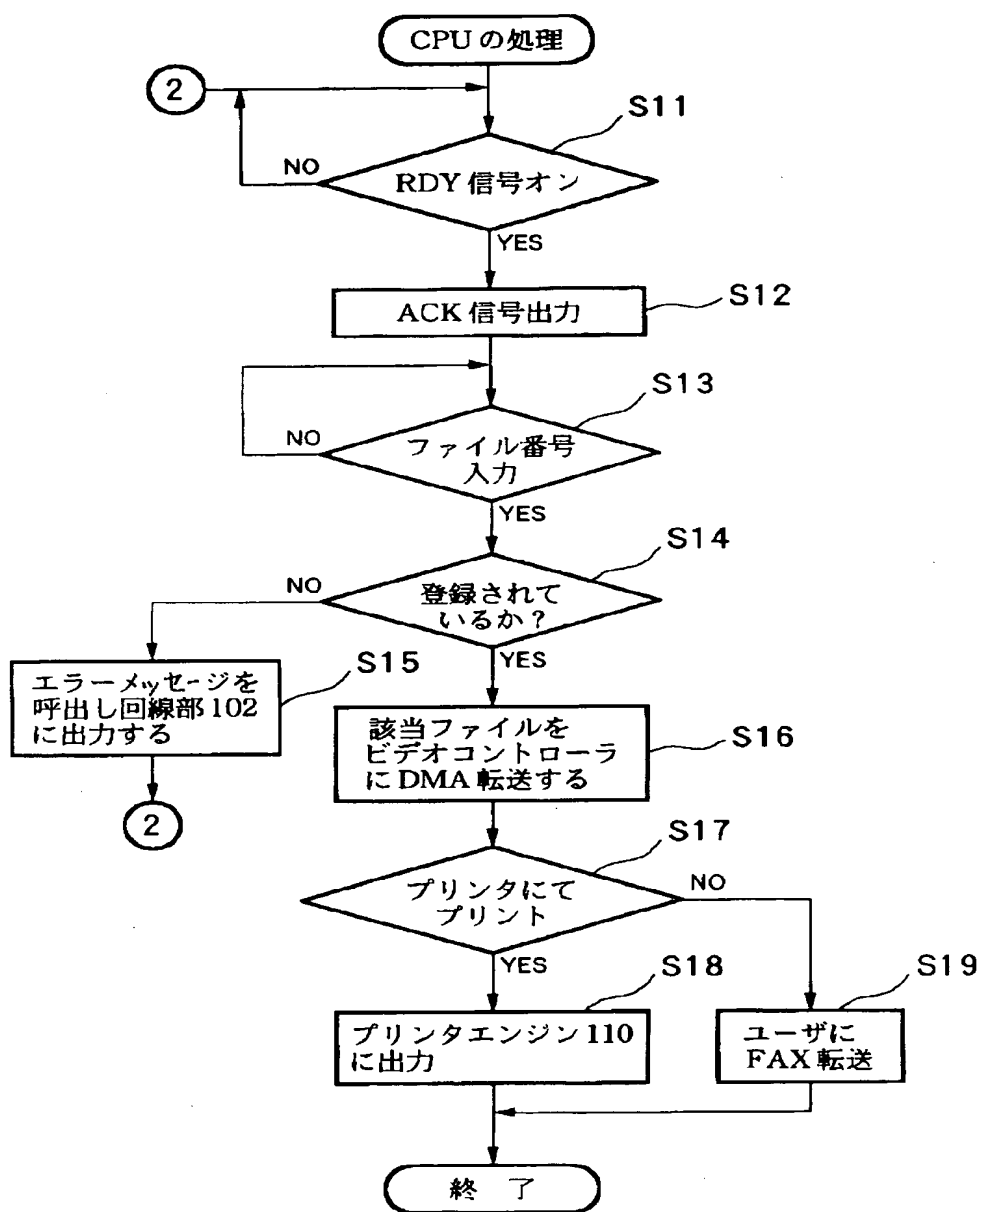 CPUの処理
2
S11
NO
RDY信号オン
YES
S12
ACK信号出力
S13
NO
ファイル番号
入力
YES
S14
NO
登録されて
いるか？
YES
S15
エラーメッセージを
呼出し回線部102
に出力する
2
S16
該当ファイルを
ビデオコントローラ
にDMA転送する
S17
プリンタにて
プリント
NO
YES
S18
プリンタエンジン110
に出力
S19
ユーザに
FAX転送
終 了